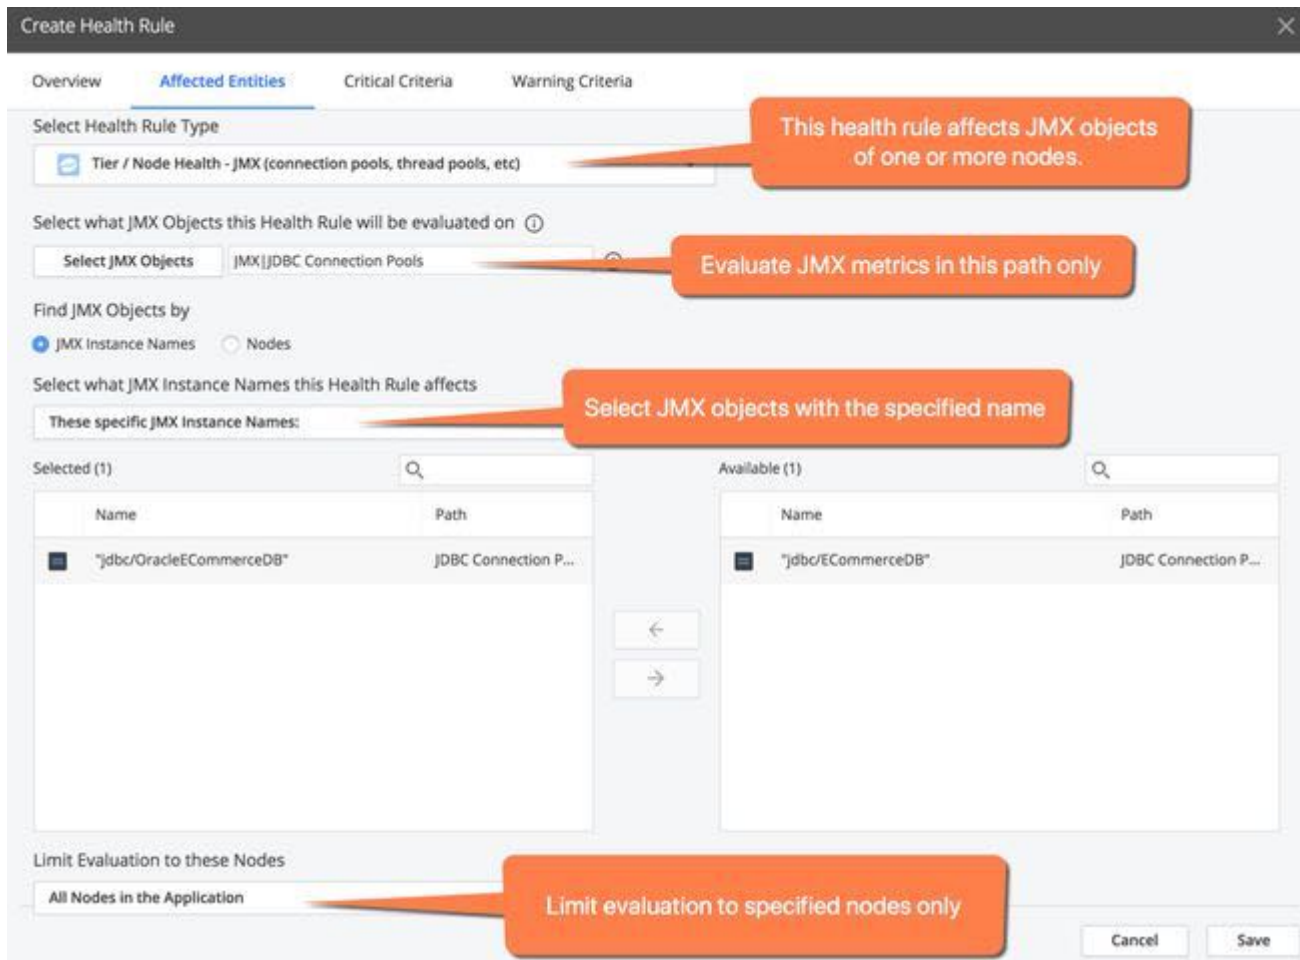 Create Health Rule
Overview Affected Entities Critical Criteria Warning Criteria
Select Health Rule Type
This health rule affects JMX objects
of one or more nodes.
Tier / Node Health - JMX (connection pools, thread pools, etc)
Select what JMX Objects this Health Rule will be evaluated on
Select JMX Objects JMX|JDBC Connection Pools
Evaluate JMX metrics in this path only
Find JMX Objects by
JMX Instance Names Nodes
Select what JMX Instance Names this Health Rule affects
These specific JMX Instance Names:
Select JMX objects with the specified name
Selected (1) Available (1)
Name Path Name Path
"jdbc/OracleECommerceDB" JDBC Connection P... "jdbc/ECommerceDB" JDBC Connection P...
Limit Evaluation to these Nodes
All Nodes in the Application
Limit evaluation to specified nodes only
Cancel Save